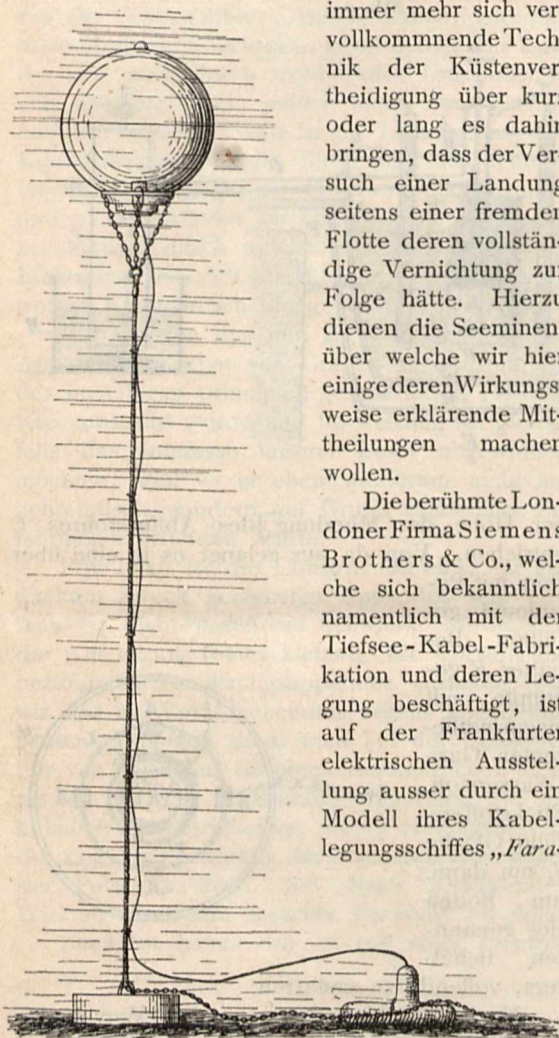 immer mehr sich ver
vollkommnende Tech
nik der Küstenver
theidigung über kurz
oder lang es dahin
bringen, dass der Ver
such einer Landung
seitens einer fremden
Flotte deren vollstän-
dige Vernichtung zur
Folge hätte. Hierzu
dienen die Seeminen
über welche wir hier
einige deren Wirkungs
weise erklärende Mit-
theilungen machen
wollen.
Die berühmte Lon-
doner Firma Siemens
Brothers & Co., wel-
che sich bekanntlich
namentlich mit der
Tiefsee-Kabel-Fabri-
kation und deren Le-
gung beschäftigt, ist
auf der Frankfurter
elektrischen Ausstel-
lung ausser durch ein
Modell ihres Kabel-
legungsschiffes „Fara-